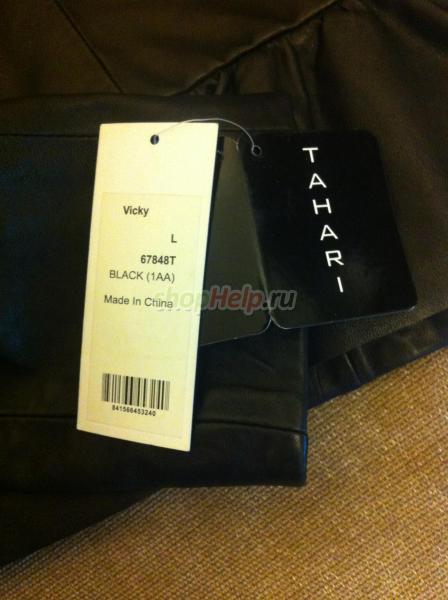 Vicky
L
67848T
BLACK (1AA)
Made In China
841566453240
TAHARI
shopHelp.ru